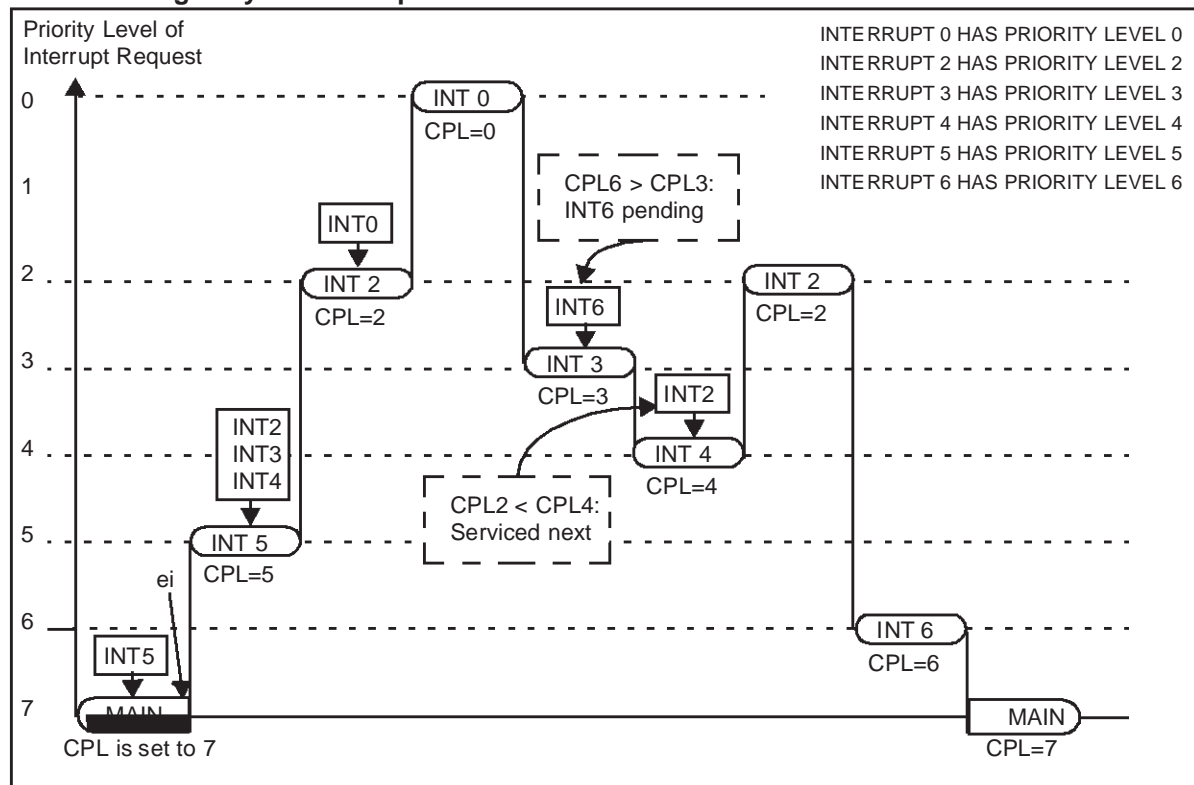 Priority Level of
Interrupt Request
INTERRUPT 0 HAS PRIORITY LEVEL 0
INTERRUPT 2 HAS PRIORITY LEVEL 2
INTERRUPT 3 HAS PRIORITY LEVEL 3
INTERRUPT 4 HAS PRIORITY LEVEL 4
INTERRUPT 5 HAS PRIORITY LEVEL 5
INTERRUPT 6 HAS PRIORITY LEVEL 6
0
INT 0
CPL=0
1
CPL6 > CPL3:
INT6 pending
INT0
2
INT 2
CPL=2
INT 2
CPL=2
INT6
3
INT 3
CPL=3
INT2
INT2
INT3
INT4
4
INT 4
CPL=4
CPL2 < CPL4:
Serviced next
5
INT 5
CPL=5
ei
6
INT 6
CPL=6
INT5
7
MAIN
CPL is set to 7
MAIN
CPL=7